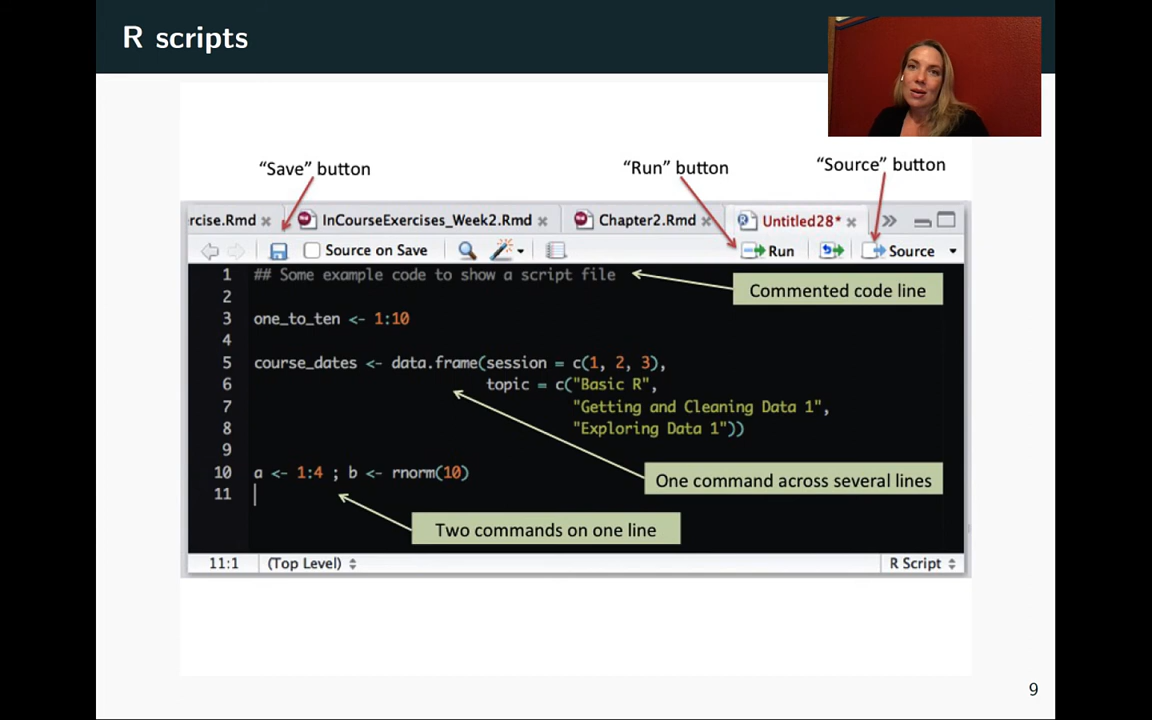 R scripts
"Save" button
"Run" button
"Source" button
rcise.Rmd
InCourseExercises_Week2.Rmd
Chapter2.Rmd
Untitled28*
Source on Save
Run
Source
1 ## Some example code to show a script file
Commented code line
2
3 one_to_ten <- 1:10
4
5 course_dates <- data.frame(session = c(1, 2, 3),
6 topic = c("Basic R",
7 "Getting and Cleaning Data 1",
8 "Exploring Data 1"))
9
10 a <- 1:4 ; b <- rnorm(10)
One command across several lines
11
Two commands on one line
11:1 (Top Level) R Script
9